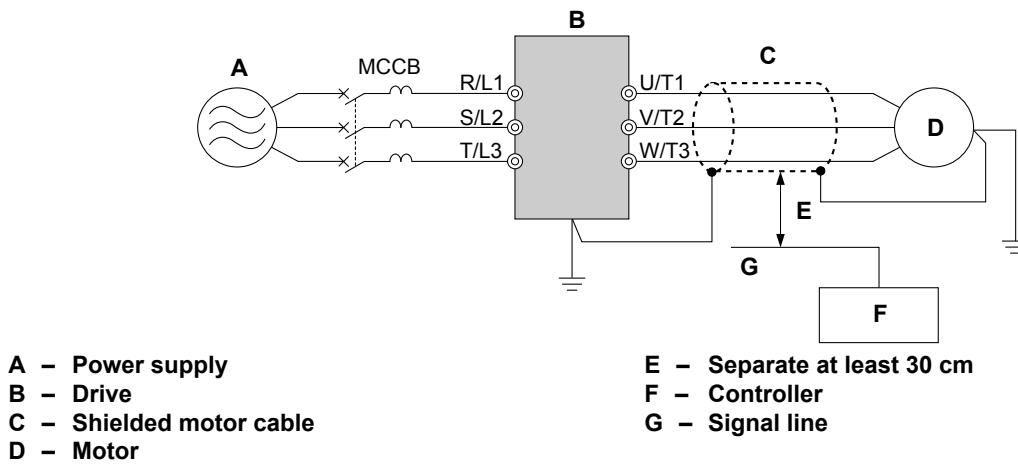 B
A
MCCB
C
R/L1
U/T1
S/L2
V/T2
D
T/L3
W/T3
E
G
F
A – Power supply
B – Drive
C – Shielded motor cable
D – Motor
E – Separate at least 30 cm
F – Controller
G – Signal line